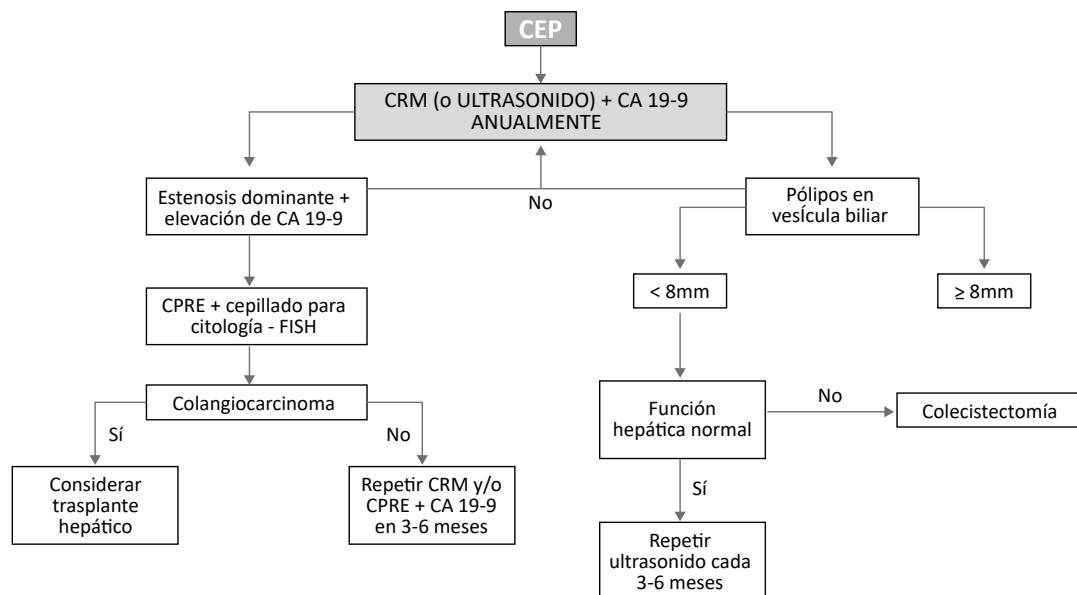 CEP
CRM (o ULTRASONIDO) + CA 19-9
ANUALMENTE
Estenosis dominante +
elevación de CA 19-9
No
Pólipos en
vesÍcula biliar
< 8mm
≥ 8mm
CPRE + cepillado para
citología - FISH
Colangiocarcinoma
Sí
No
Función
hepática normal
No
Colecistectomía
Considerar
trasplante
hepático
Repetir CRM y/o
CPRE + CA 19-9
en 3-6 meses
Sí
Repetir
ultrasonido cada
3-6 meses